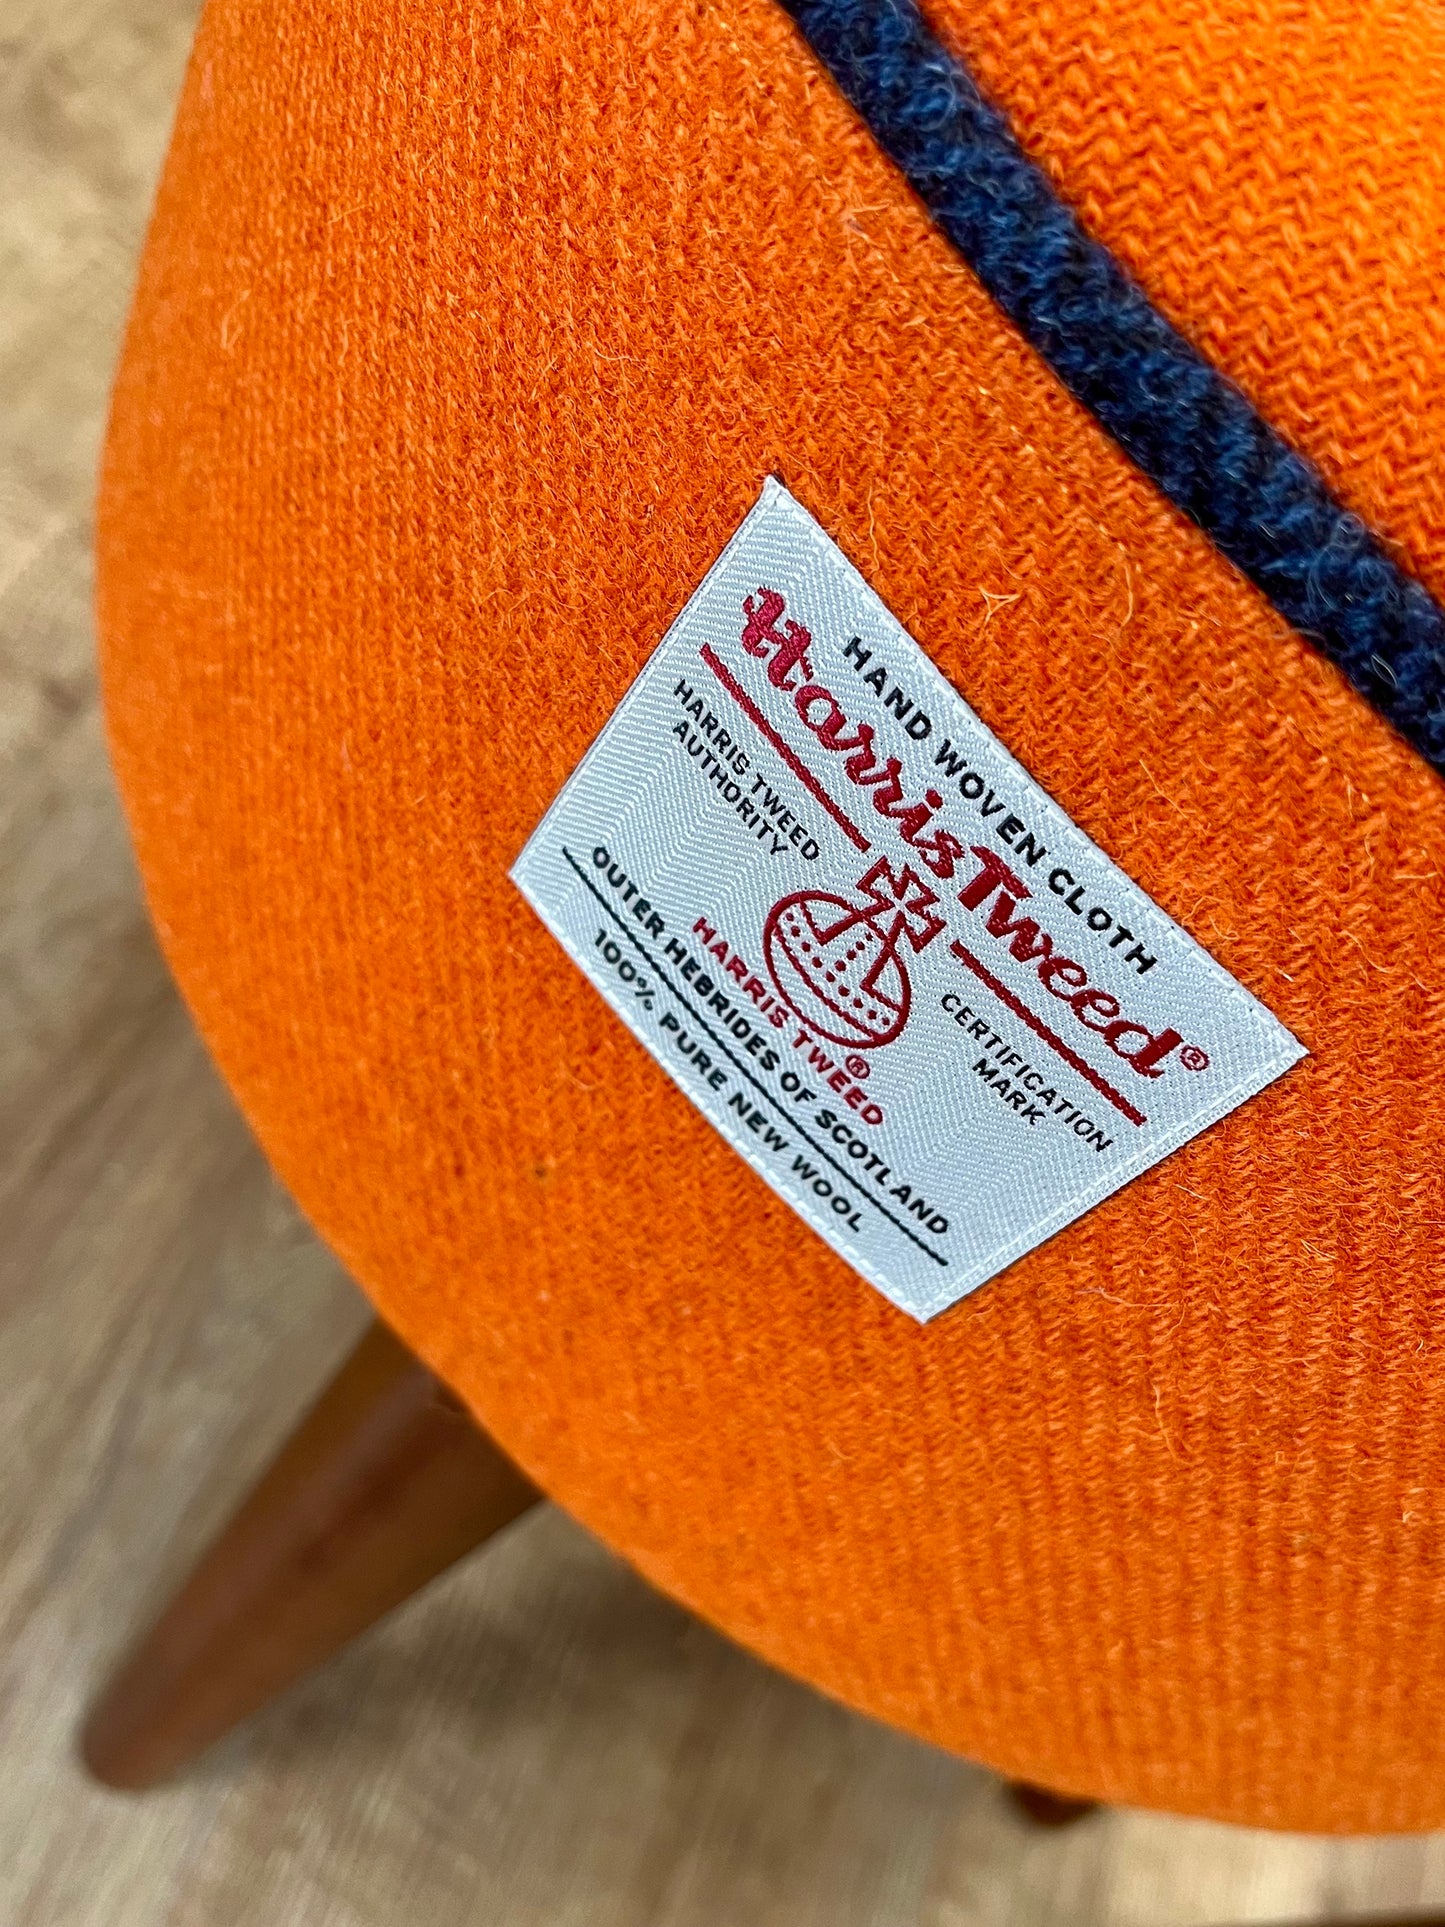 HAND WOVEN CLOTH
Harris Tweed®
HARRIS TWEED
AUTHORITY
CERTIFICATION
MARK
®
HARRIS TWEED
OUTER HEBRIDES OF SCOTLAND
100% PURE NEW WOOL